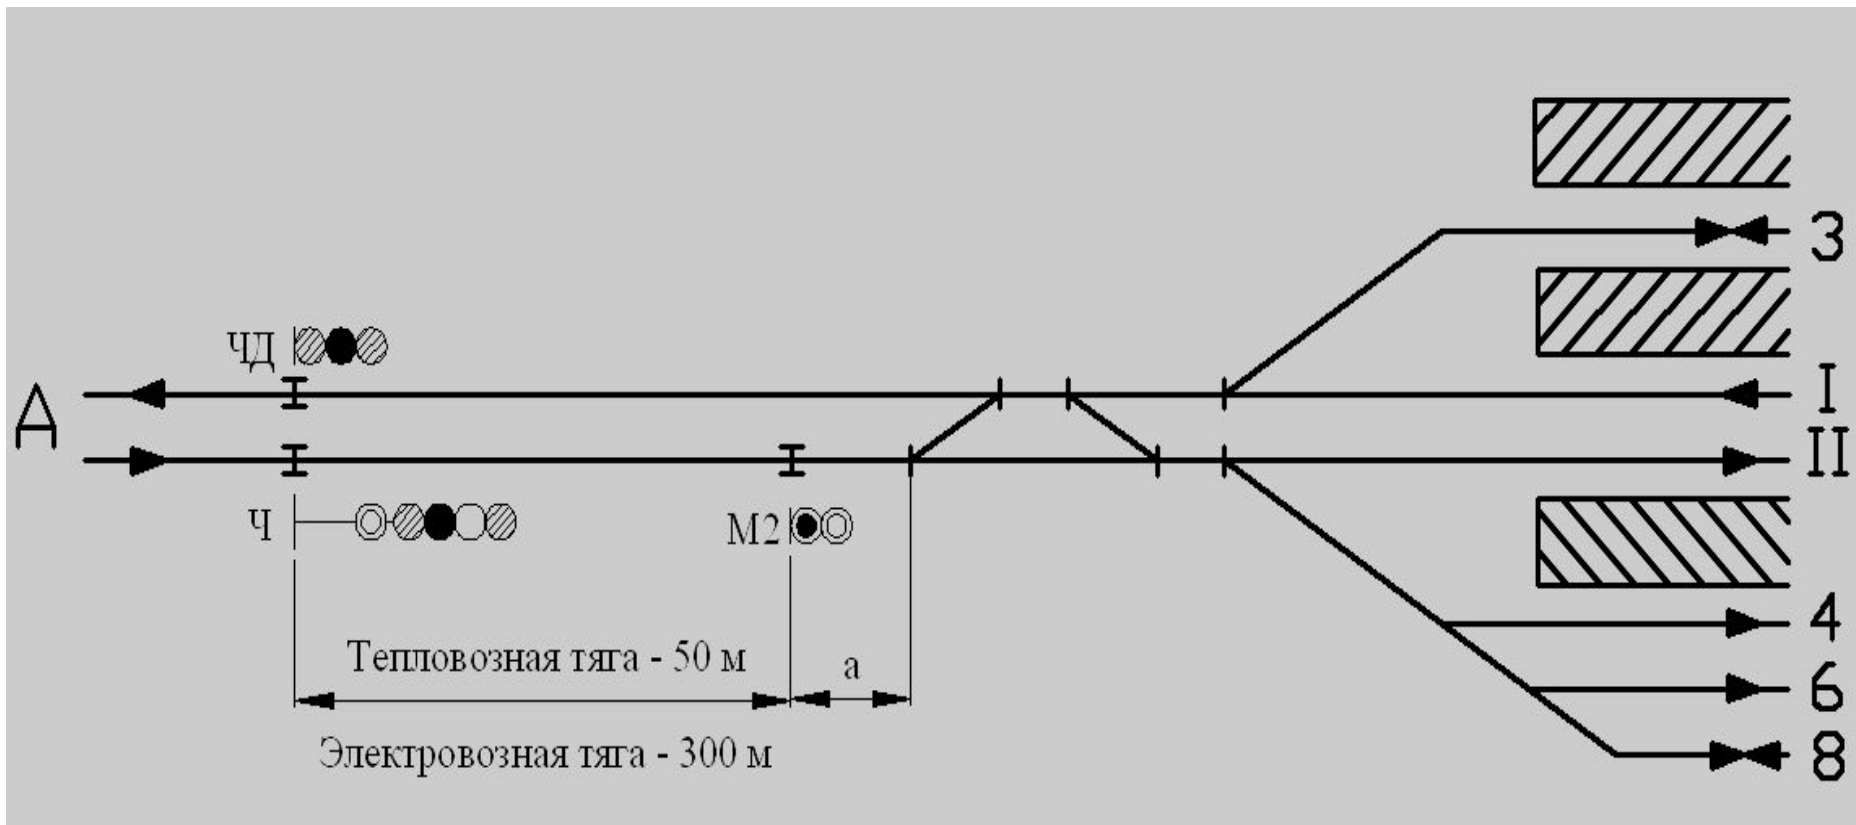 3
ЧД
I
А
II
Ч
М2
4
Тепловозная тяга - 50 м
а
6
Электровозная тяга - 300 м
8